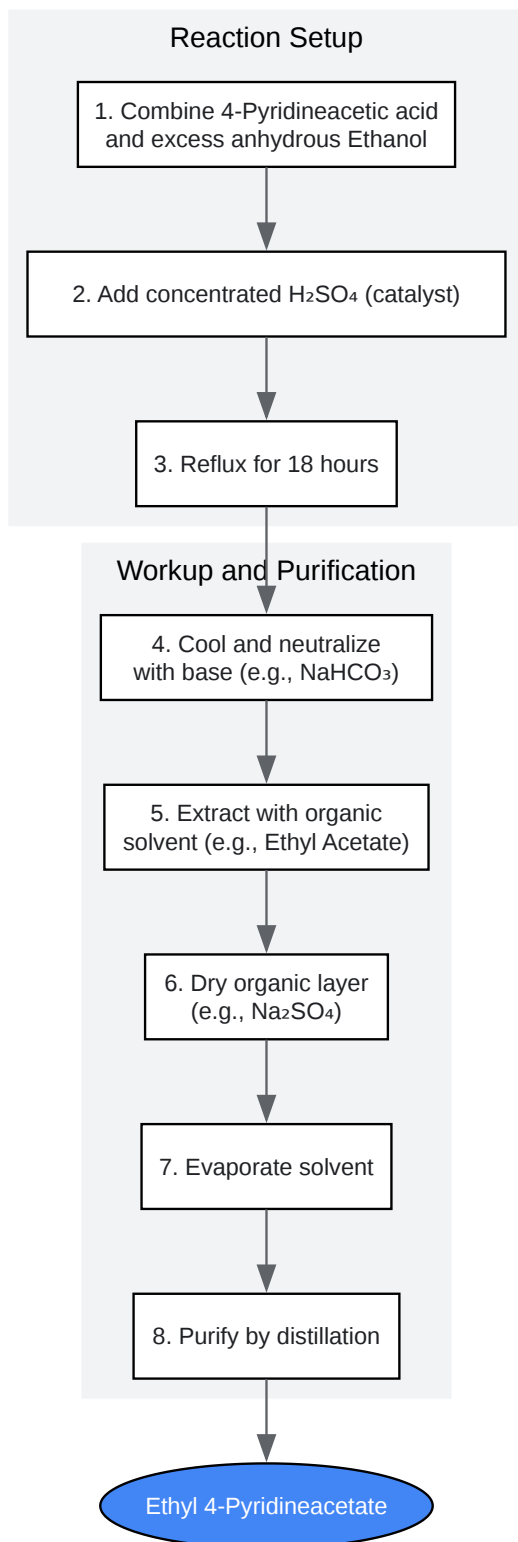 Reaction Setup
1. Combine 4-Pyridineacetic acid
and excess anhydrous Ethanol
2. Add concentrated H₂SO₄ (catalyst)
3. Reflux for 18 hours
Workup and Purification
4. Cool and neutralize
with base (e.g., NaHCO₃)
5. Extract with organic
solvent (e.g., Ethyl Acetate)
6. Dry organic layer
(e.g., Na₂SO₄)
7. Evaporate solvent
8. Purify by distillation
Ethyl 4-Pyridineacetate